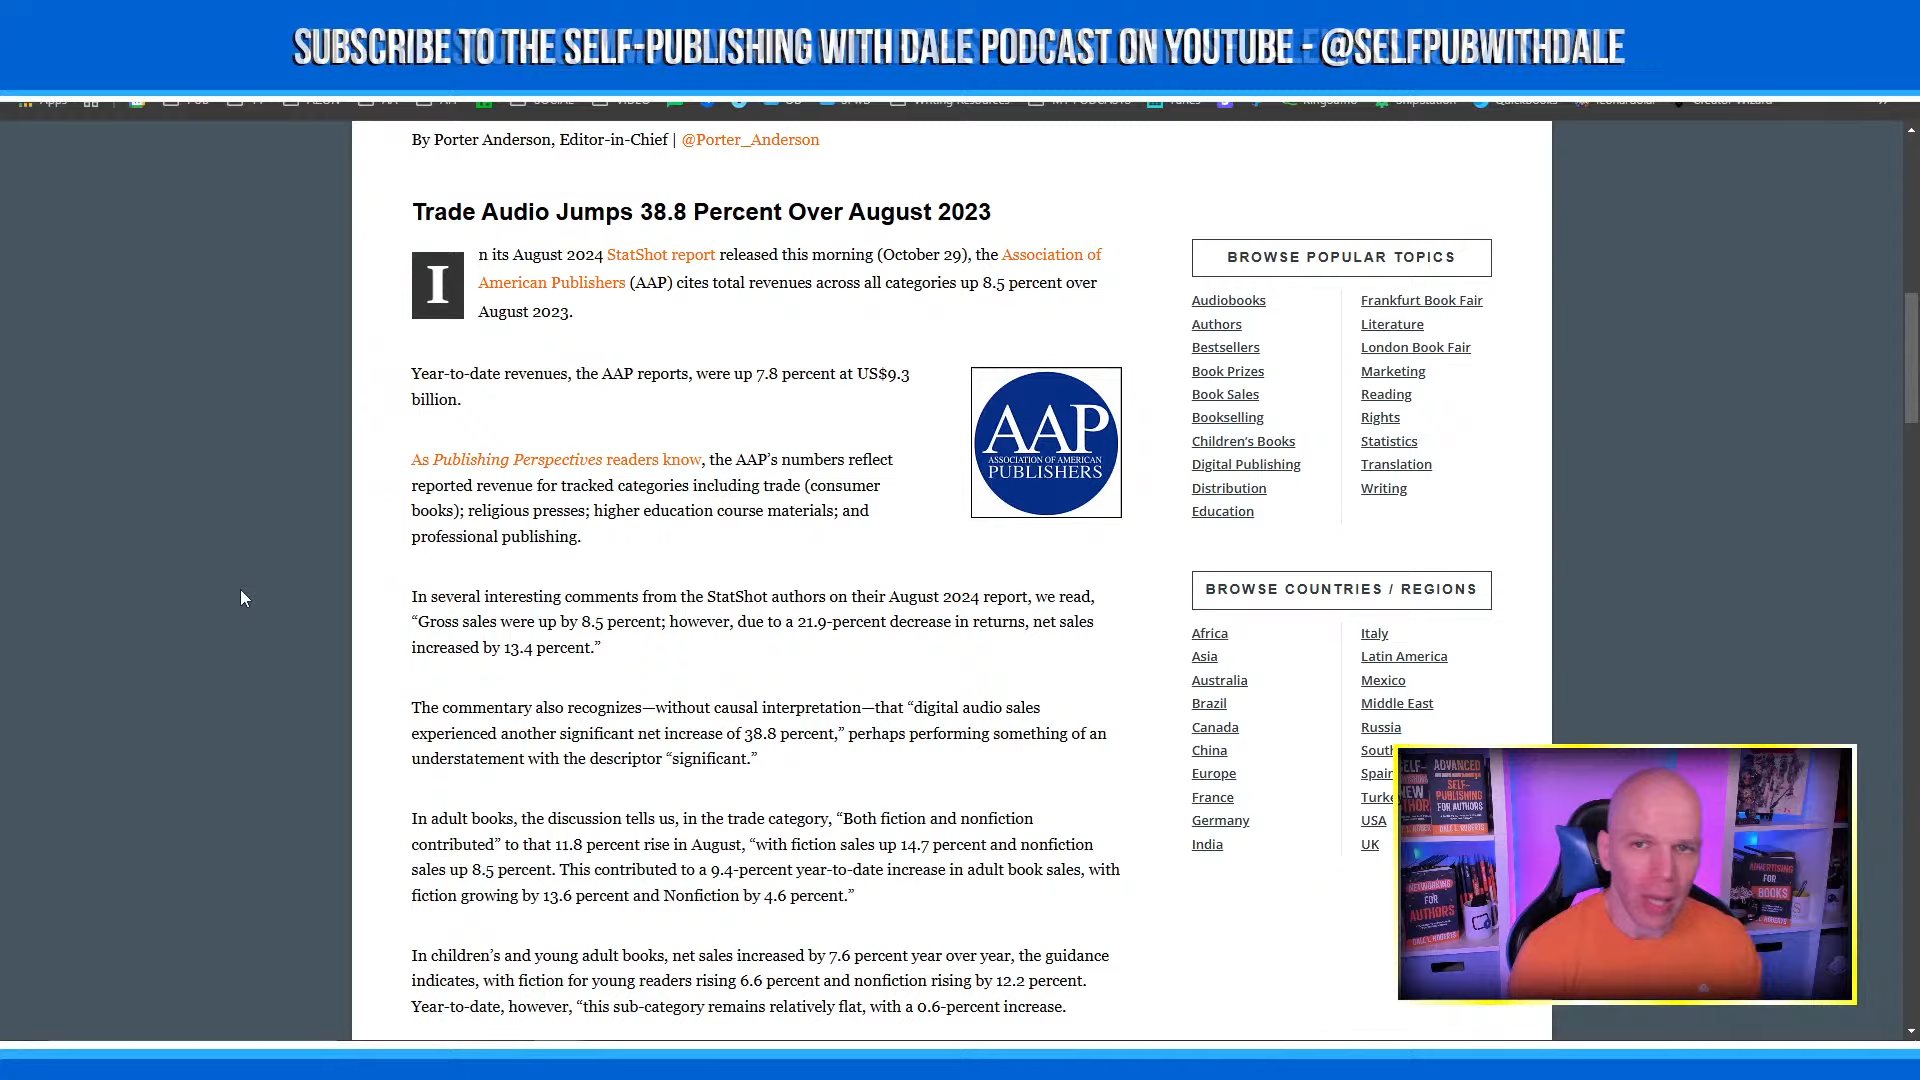 SUBSCRIBE TO THE SELF-PUBLISHING WITH DALE PODCAST ON YOUTUBE - @SELFPUBWITHDALE
By Porter Anderson, Editor-in-Chief | @Porter_Anderson
Trade Audio Jumps 38.8 Percent Over August 2023
In its August 2024 StatShot report released this morning (October 29), the Association of
American Publishers (AAP) cites total revenues across all categories up 8.5 percent over
August 2023.
Year-to-date revenues, the AAP reports, were up 7.8 percent at US$9.3
billion.
AAP
ASSOCIATION OF AMERICAN
PUBLISHERS
As Publishing Perspectives readers know, the AAP’s numbers reflect
reported revenue for tracked categories including trade (consumer
books); religious presses; higher education course materials; and
professional publishing.
In several interesting comments from the StatShot authors on their August 2024 report, we read,
“Gross sales were up by 8.5 percent; however, due to a 21.9-percent decrease in returns, net sales
increased by 13.4 percent.”
The commentary also recognizes—without causal interpretation—that “digital audio sales
experienced another significant net increase of 38.8 percent,” perhaps performing something of an
understatement with the descriptor “significant.”
In adult books, the discussion tells us, in the trade category, “Both fiction and nonfiction
contributed” to that 11.8 percent rise in August, “with fiction sales up 14.7 percent and nonfiction
sales up 8.5 percent. This contributed to a 9.4-percent year-to-date increase in adult book sales, with
fiction growing by 13.6 percent and Nonfiction by 4.6 percent.”
In children’s and young adult books, net sales increased by 7.6 percent year over year, the guidance
indicates, with fiction for young readers rising 6.6 percent and nonfiction rising by 12.2 percent.
Year-to-date, however, “this sub-category remains relatively flat, with a 0.6-percent increase.
BROWSE POPULAR TOPICS
Audiobooks
Authors
Bestsellers
Book Prizes
Book Sales
Bookselling
Children’s Books
Digital Publishing
Distribution
Education
Frankfurt Book Fair
Literature
London Book Fair
Marketing
Reading
Rights
Statistics
Translation
Writing
BROWSE COUNTRIES / REGIONS
Africa
Asia
Australia
Brazil
Canada
China
Europe
France
Germany
India
Italy
Latin America
Mexico
Middle East
Russia
South
Spain
Turke
USA
UK
ADVANCED
SELF-
PUBLISHING
FOR AUTHORS
DALE L. ROBERTS
NETWORKING
FOR
AUTHORS
DALE L. ROBERTS
ADVERTISING
FOR
BOOKS